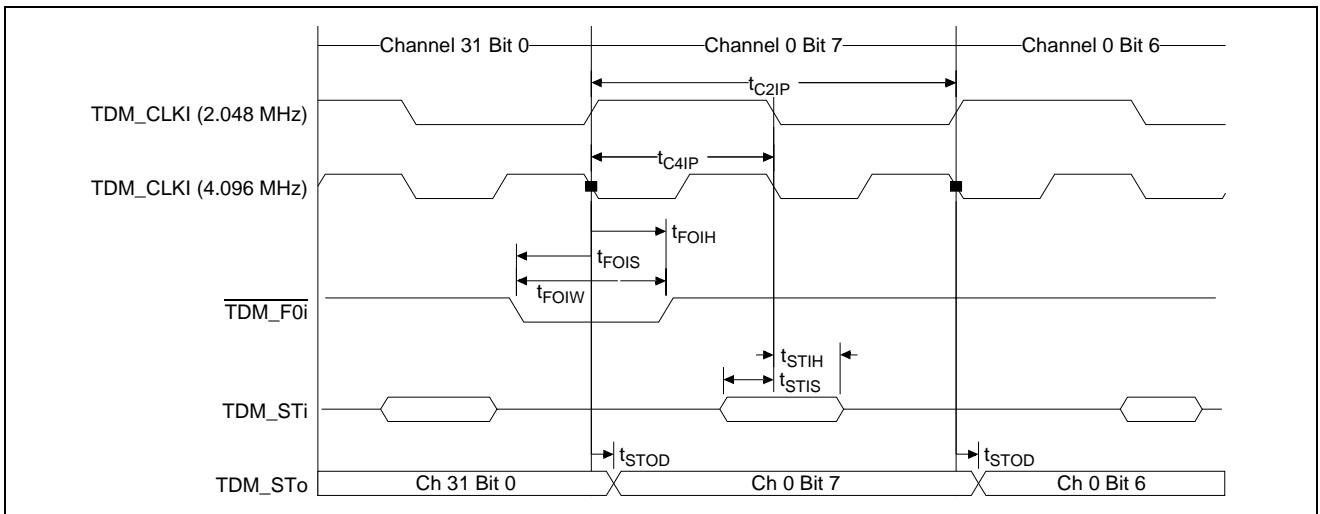 Channel 31 Bit 0 Channel 0 Bit 7 Channel 0 Bit 6
tC2IP
TDM_CLKI (2.048 MHz)
tC4IP
TDM_CLKI (4.096 MHz)
tFOIH
tFOIS
tFOIW
TDM_F0i
tSTIH
tSTIS
TDM_STi
tSTOD tSTOD
TDM_STo Ch 31 Bit 0 Ch 0 Bit 7 Ch 0 Bit 6